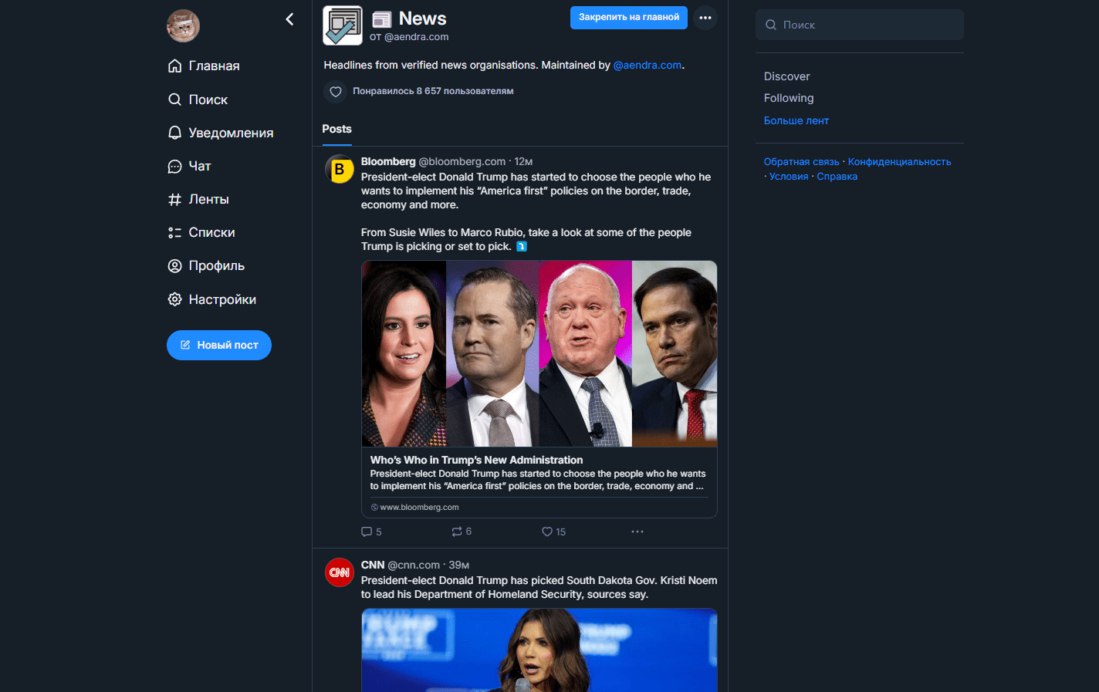 Главная
Поиск
Уведомления
Чат
Ленты
Списки
Профиль
Настройки
Новый пост
News
от @aendra.com
Закрепить на главной
Headlines from verified news organisations. Maintained by @aendra.com.
Понравилось 8 657 пользователям
Posts
B
Bloomberg @bloomberg.com · 12м
President-elect Donald Trump has started to choose the people who he
wants to implement his “America first” policies on the border, trade,
economy and more.
From Susie Wiles to Marco Rubio, take a look at some of the people
Trump is picking or set to pick.
Who’s Who in Trump’s New Administration
President-elect Donald Trump has started to choose the people who he wants
to implement his “America first” policies on the border, trade, economy and ...
www.bloomberg.com
5
6
15
CNN
CNN @cnn.com · 39м
President-elect Donald Trump has picked South Dakota Gov. Kristi Noem
to lead his Department of Homeland Security, sources say.
TRUMP
VANCE
Поиск
Discover
Following
Больше лент
Обратная связь · Конфиденциальность
· Условия · Справка